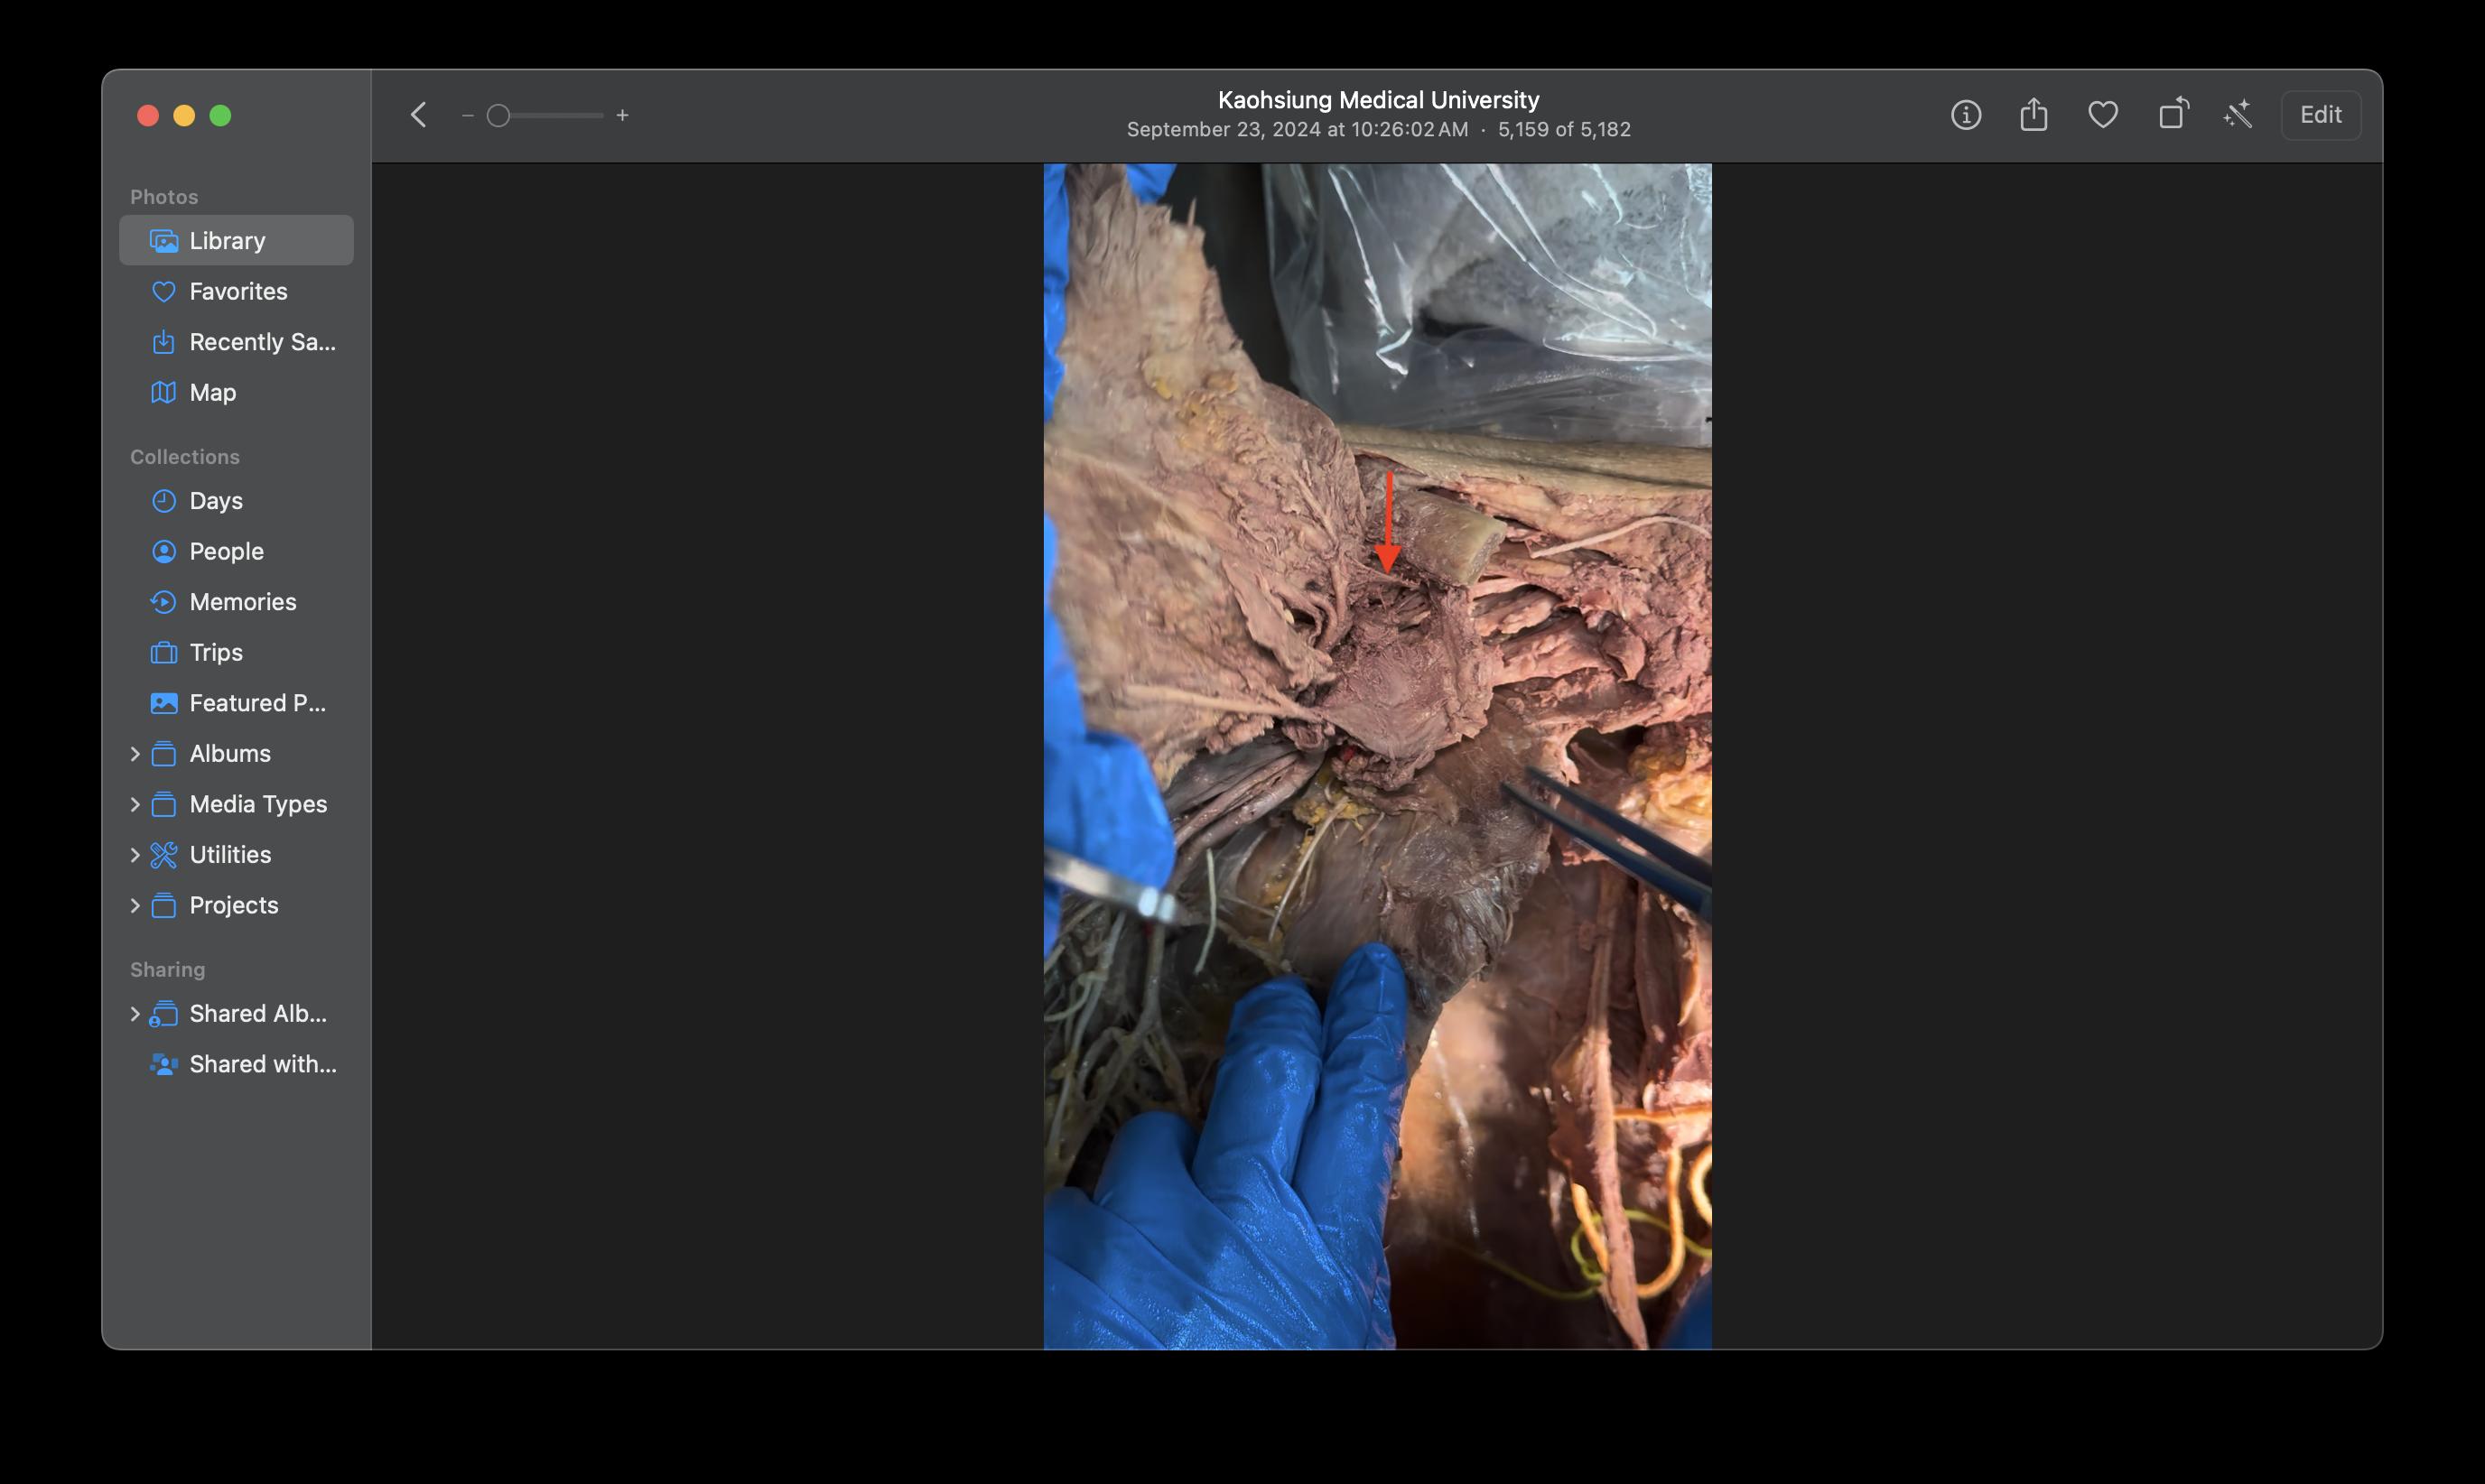 Kaohsiung Medical University
September 23, 2024 at 10:26:02 AM · 5,159 of 5,182
Edit
Photos
Library
Favorites
Recently Sa...
Map
Collections
Days
People
Memories
Trips
Featured P...
Albums
Media Types
Utilities
Projects
Sharing
Shared Alb...
Shared with...